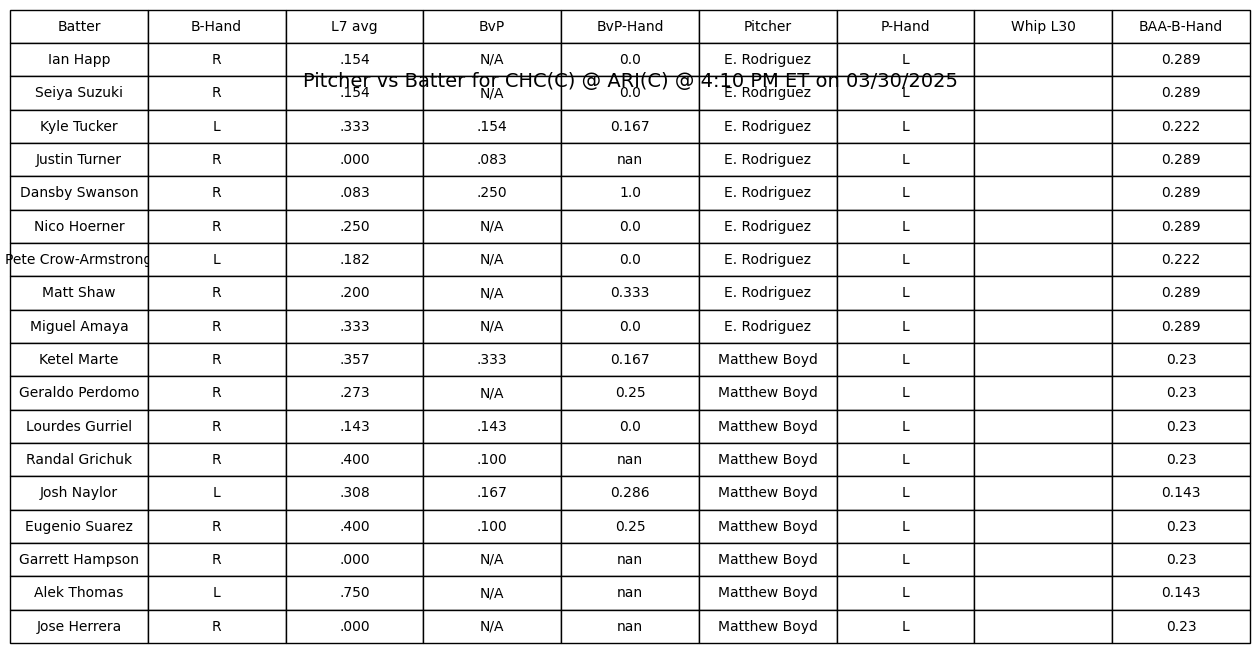 Batter B-Hand L7 avg BvP BvP-Hand Pitcher P-Hand Whip L30 BAA-B-Hand
Ian Happ R .154 N/A 0.0 E. Rodriguez L 0.289
Pitcher vs Batter for CHC(C) @ ARI(C) @ 4:10 PM ET on 03/30/2025
Seiya Suzuki R .154 N/A 0.0 E. Rodriguez L 0.289
Kyle Tucker L .333 .154 0.167 E. Rodriguez L 0.222
Justin Turner R .000 .083 nan E. Rodriguez L 0.289
Dansby Swanson R .083 .250 1.0 E. Rodriguez L 0.289
Nico Hoerner R .250 N/A 0.0 E. Rodriguez L 0.289
Pete Crow-Armstrong L .182 N/A 0.0 E. Rodriguez L 0.222
Matt Shaw R .200 N/A 0.333 E. Rodriguez L 0.289
Miguel Amaya R .333 N/A 0.0 E. Rodriguez L 0.289
Ketel Marte R .357 .333 0.167 Matthew Boyd L 0.23
Geraldo Perdomo R .273 N/A 0.25 Matthew Boyd L 0.23
Lourdes Gurriel R .143 .143 0.0 Matthew Boyd L 0.23
Randal Grichuk R .400 .100 nan Matthew Boyd L 0.23
Josh Naylor L .308 .167 0.286 Matthew Boyd L 0.143
Eugenio Suarez R .400 .100 0.25 Matthew Boyd L 0.23
Garrett Hampson R .000 N/A nan Matthew Boyd L 0.23
Alek Thomas L .750 N/A nan Matthew Boyd L 0.143
Jose Herrera R .000 N/A nan Matthew Boyd L 0.23